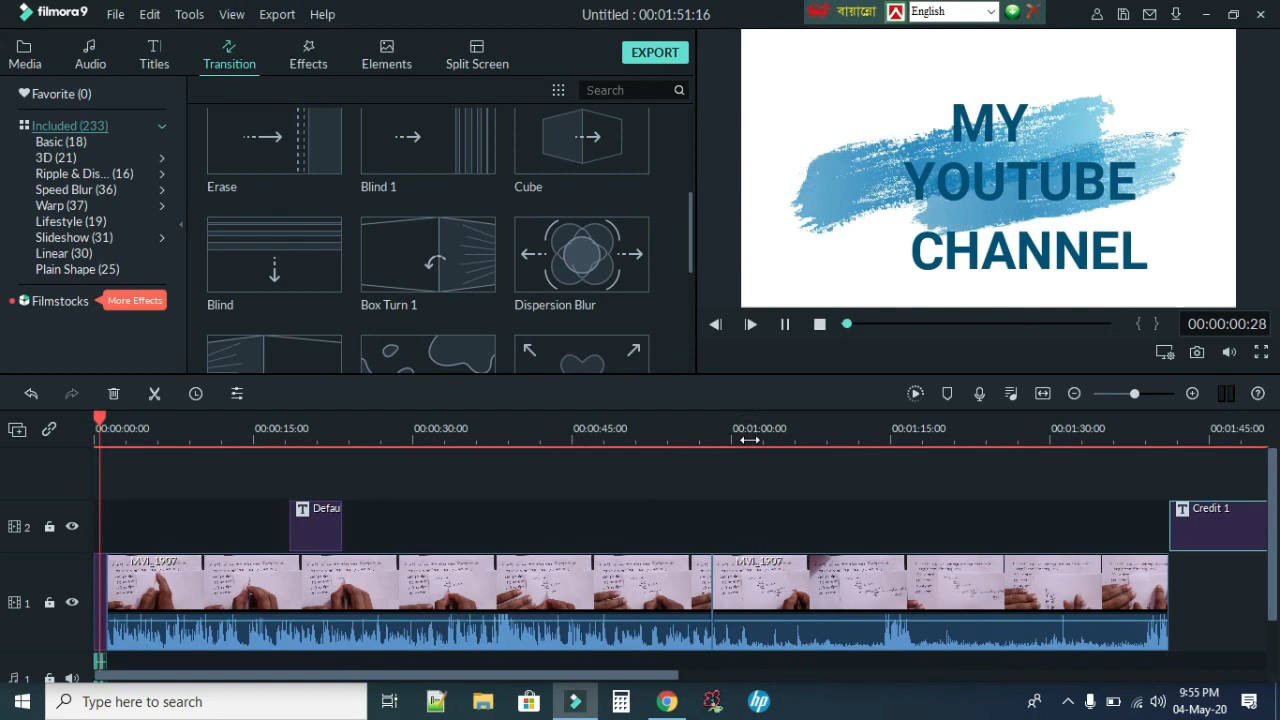 filmora9
File
Edit
Tools
View
Export
Help
Untitled : 00:01:51:16
বায়ান্নো
English
Media
Audio
Titles
Transition
Effects
Elements
Split Screen
EXPORT
Favorite (0)
Search
Included (233)
Basic (18)
3D (21)
Ripple & Dis... (16)
Speed Blur (36)
Warp (37)
Lifestyle (19)
Slideshow (31)
Linear (30)
Plain Shape (25)
Filmstocks
More Effects
Erase
Blind 1
Cube
Blind
Box Turn 1
Dispersion Blur
MY
YOUTUBE
CHANNEL
00:00:00:28
00:00:00:00
00:00:15:00
00:00:30:00
00:00:45:00
00:01:00:00
00:01:15:00
00:01:30:00
00:01:45:00
2
T Defau
T Credit 1
1
MVI_1907
MVI_1907
1
Type here to search
hp
9:55 PM
04-May-20